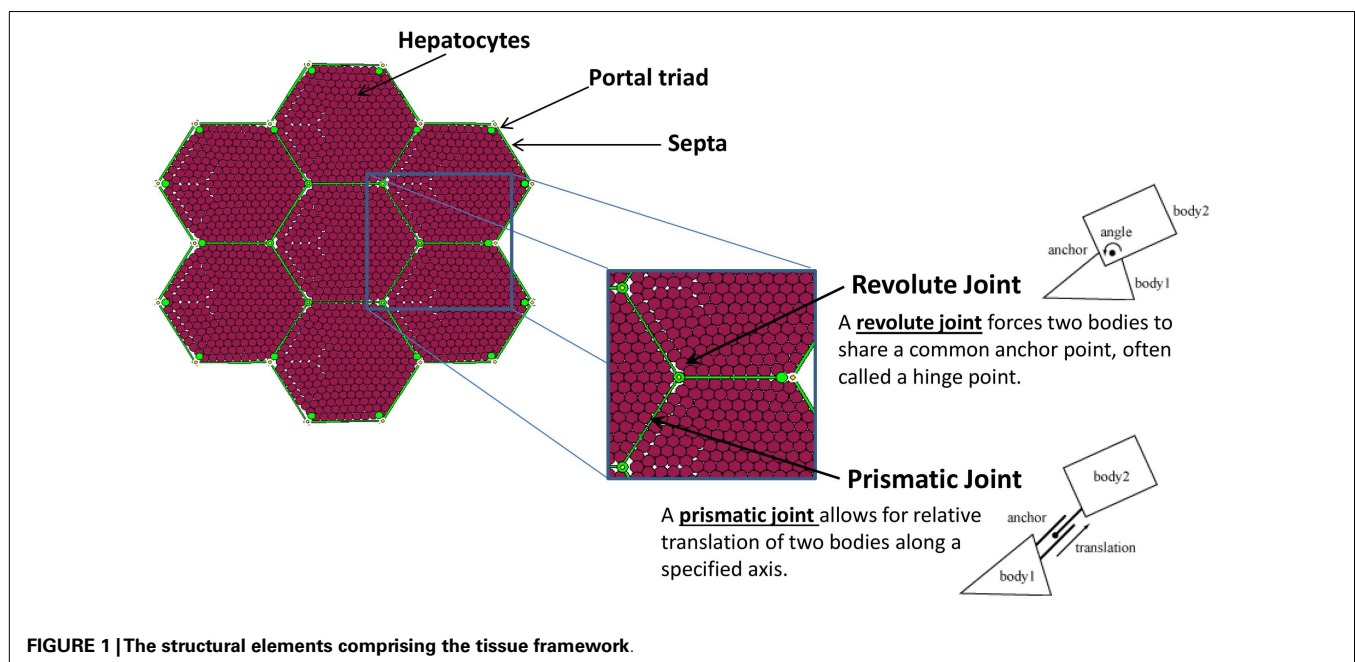 Hepatocytes
Portal triad
Septa
Revolute Joint
A revolute joint forces two bodies to
share a common anchor point, often
called a hinge point.
body2
angle
anchor
body1
Prismatic Joint
A prismatic joint allows for relative
translation of two bodies along a
specified axis.
body2
anchor
translation
body1
FIGURE 1 | The structural elements comprising the tissue framework.